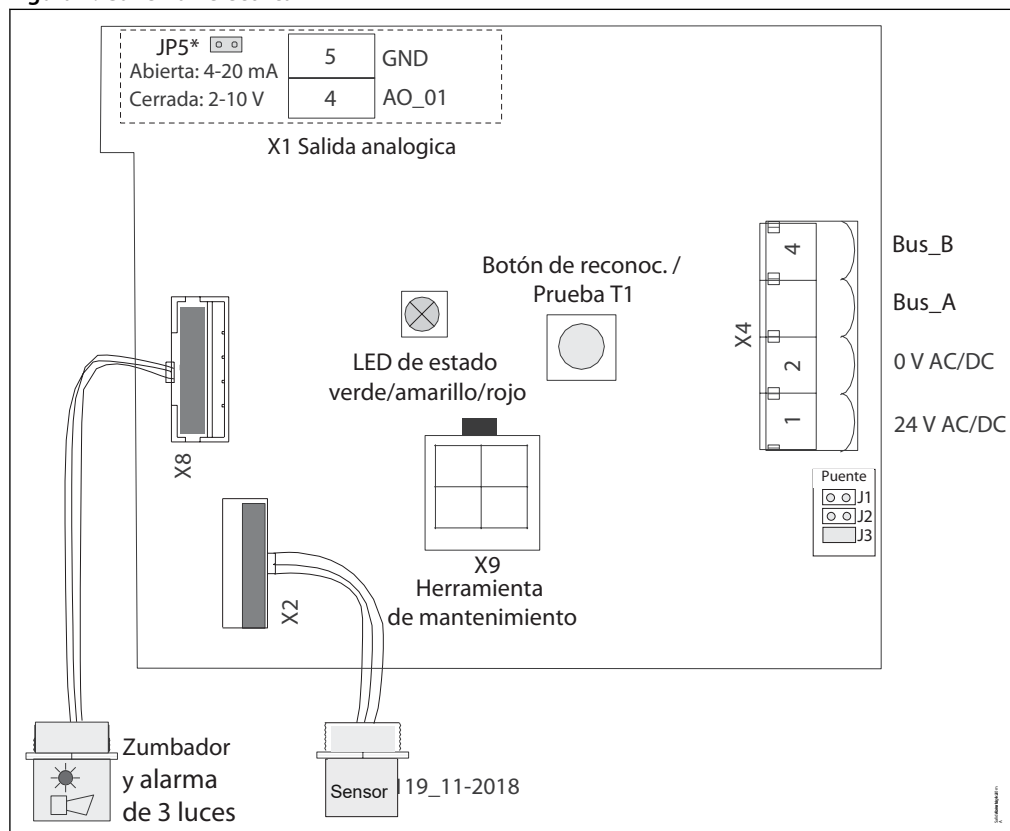 JP5*
Abierta: 4-20 mA
Cerrada: 2-10 V
5 GND
4 AO_01
X1 Salida analogica
Botón de reconoc. /
Prueba T1
LED de estado
verde/amarillo/rojo
X4
4 Bus_B
Bus_A
2 0 V AC/DC
1 24 V AC/DC
Puente
J1
J2
J3
X8
X2
X9
Herramienta
de mantenimiento
Zumbador
y alarma
de 3 luces
Sensor
119_11-2018